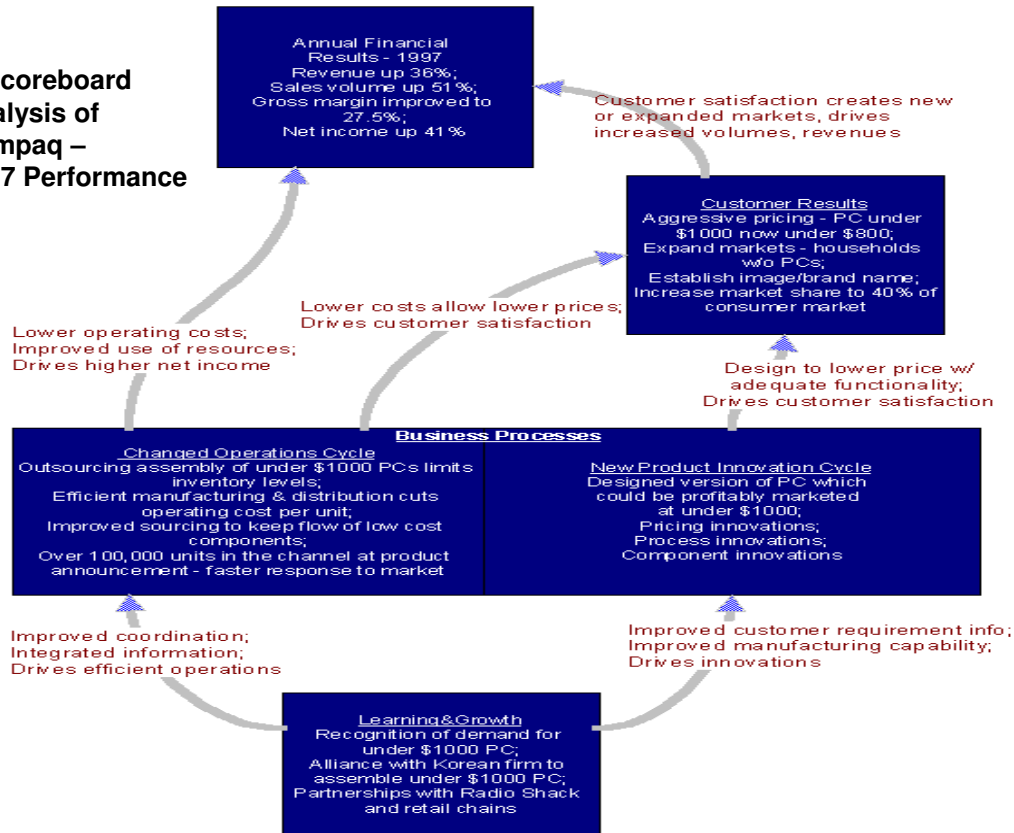 coreboard
alysis of
mpaq –
7 Performance
Annual Financial
Results - 1997
Revenue up 36%;
Sales volume up 51%;
Gross margin improved to
27.5%;
Net income up 41%
Customer satisfaction creates new
or expanded markets, drives
increased volumes, revenues
Customer Results
Aggressive pricing - PC under
$1000 now under $800;
Expand markets - households
w/o PCs;
Establish image/brand name;
Increase market share to 40% of
consumer market
Lower costs allow lower prices;
Drives customer satisfaction
Lower operating costs;
Improved use of resources;
Drives higher net income
Design to lower price w/
adequate functionality;
Drives customer satisfaction
Business Processes
Changed Operations Cycle
Outsourcing assembly of under $1000 PCs limits
inventory levels;
Efficient manufacturing & distribution cuts
operating cost per unit;
Improved sourcing to keep flow of low cost
components;
Over 100,000 units in the channel at product
announcement - faster response to market
New Product Innovation Cycle
Designed version of PC which
could be profitably marketed
at under $1000;
Pricing innovations;
Process innovations;
Component innovations
Improved coordination;
Integrated information;
Drives efficient operations
Improved customer requirement info;
Improved manufacturing capability;
Drives innovations
Learning&Growth
Recognition of demand for
under $1000 PC;
Alliance with Korean firm to
assemble under $1000 PC;
Partnerships with Radio Shack
and retail chains